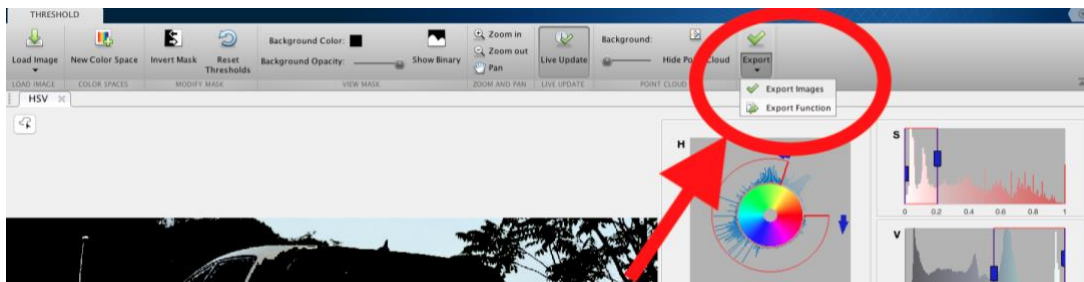 THRESHOLD
Load Image
New Color Space
Invert Mask
Reset
Thresholds
Background Color:
Background Opacity:
Show Binary
Zoom in
Zoom out
Pan
Live Update
Background:
Hide Po Cloud
Export
LOAD IMAGE
COLOR SPACES
MODIFY MASK
VIEW MASK
ZOOM AND PAN
LIVE UPDATE
POINT CLOUD
Export Images
Export Function
HSV
H
S
0 0.2 0.4 0.6 0.8 1
V